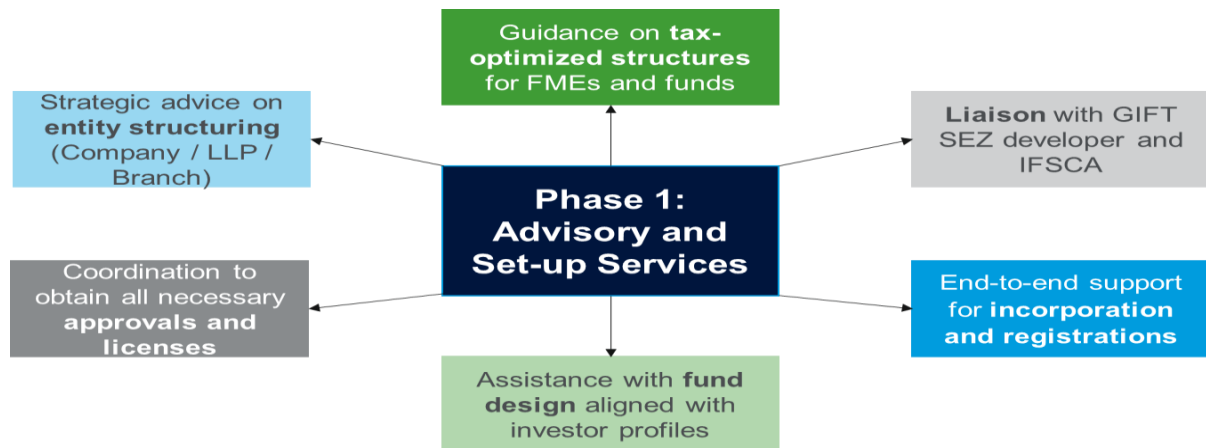 Guidance on tax-
optimized structures
for FMEs and funds
Strategic advice on
entity structuring
(Company / LLP /
Branch)
Liaison with GIFT
SEZ developer and
IFSCA
Phase 1:
Advisory and
Set-up Services
Coordination to
obtain all necessary
approvals and
licenses
End-to-end support
for incorporation
and registrations
Assistance with fund
design aligned with
investor profiles